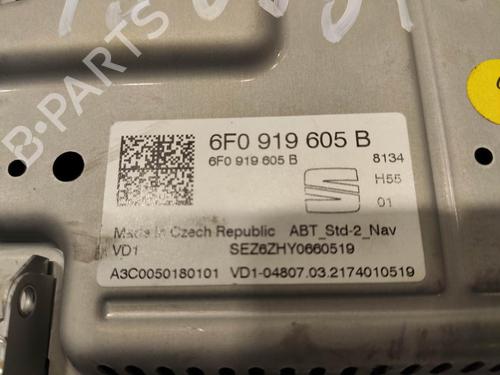 6F0 919 605 B
6F0 919 605 B
8134
H55
01
Made in Czech Republic ABT_Std-2_Nav
VD1 SEZ6ZHY0660519
A3C0050180101 VD1-04807.03.2174010519
B-PARTS